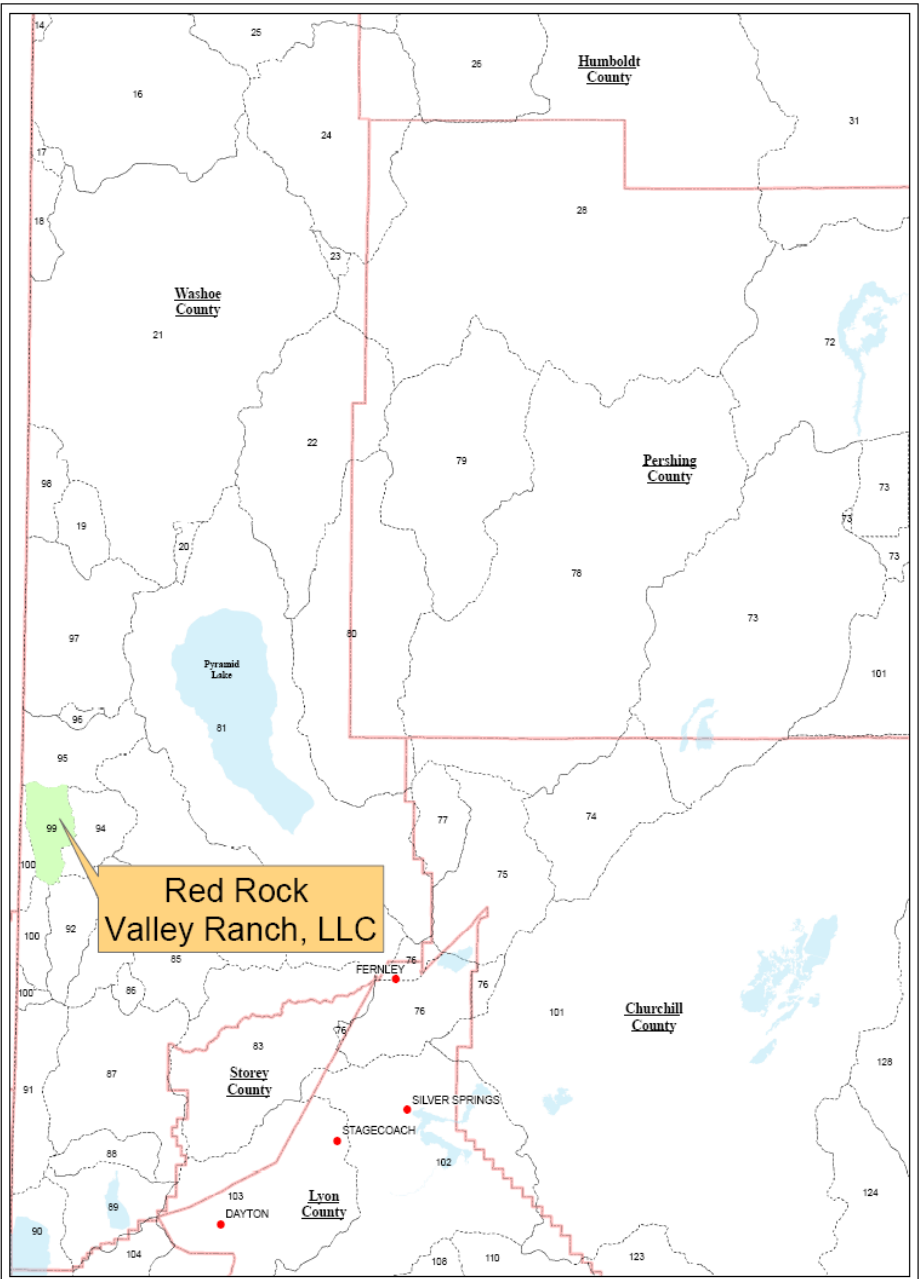 14
25
26
Humboldt
County
16
24
31
17
18
28
23
Washoe
County
21
72
22
79
Pershing
County
98
19
20
73
73
73
78
73
97
80
Pyramid
Lake
81
101
96
95
99
94
77
74
100
75
Red Rock
Valley Ranch, LLC
92
100
85
76
FERNLEY
86
100
76
76
76
101
Churchill
County
83
87
Storey
County
91
128
SILVER SPRINGS
STAGECOACH
88
102
103
Lyon
County
89
DAYTON
124
90
104
108
110
123